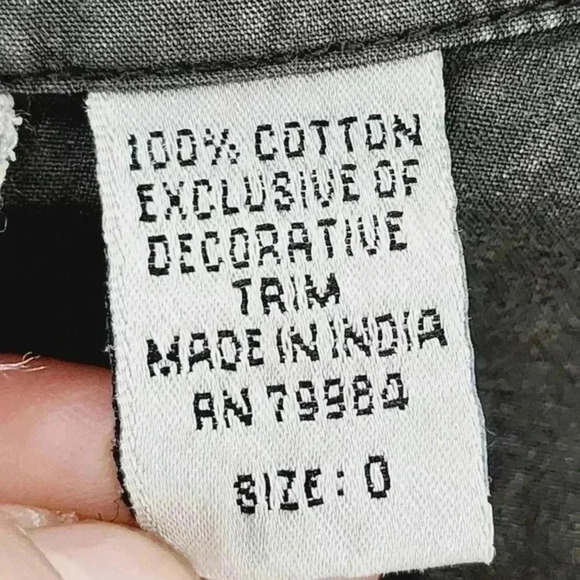 100% COTTON
EXCLUSIVE OF
DECORATIVE
TRIM
MADE IN INDIA
RN 79984
SIZE: 0